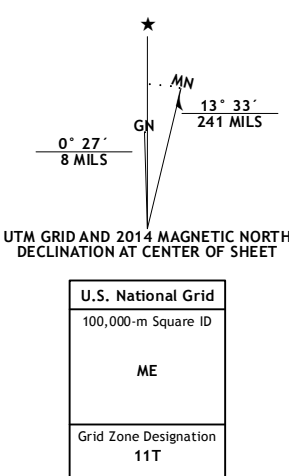 ★
MN
13° 33´
241 MILS
GN
0° 27´
8 MILS
UTM GRID AND 2014 MAGNETIC NORTH
DECLINATION AT CENTER OF SHEET
U.S. National Grid
100,000-m Square ID
ME
Grid Zone Designation
11T